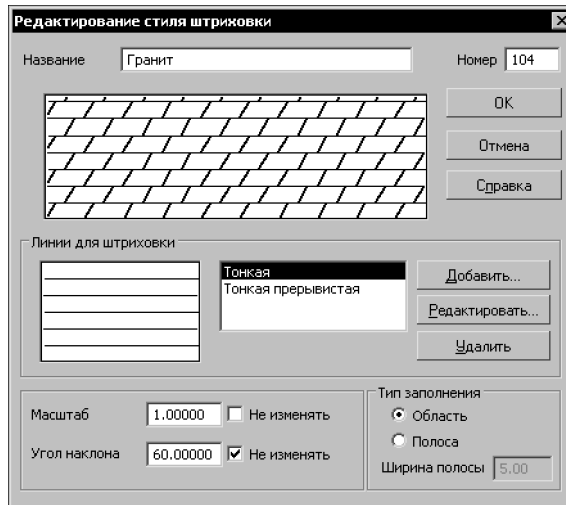 Редактирование стиля штриховки
Название Гранит Номер 104
OK
Отмена
Справка
Линии для штриховки
Тонкая
Тонкая прерывистая
Добавить...
Редактировать...
Удалить
Масштаб 1.00000 Не изменять
Угол наклона 60.00000 Не изменять
Тип заполнения
Область
Полоса
Ширина полосы 5.00